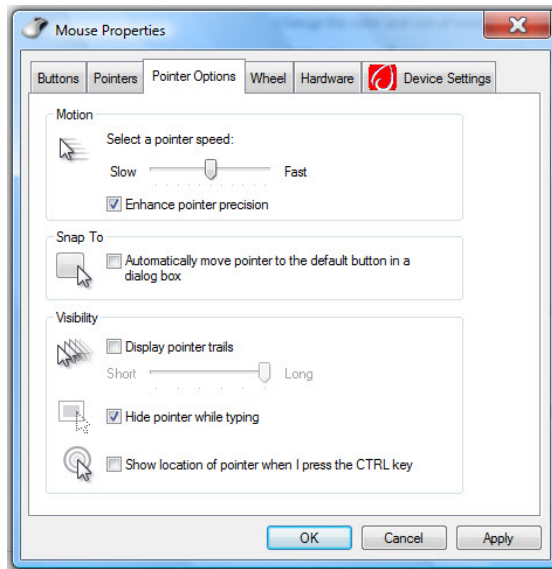 Mouse Properties
Buttons Pointers Pointer Options Wheel Hardware Device Settings
Motion
Select a pointer speed:
Slow Fast
Enhance pointer precision
Snap To
Automatically move pointer to the default button in a
dialog box
Visibility
Display pointer trails
Short Long
Hide pointer while typing
Show location of pointer when I press the CTRL key
OK Cancel Apply